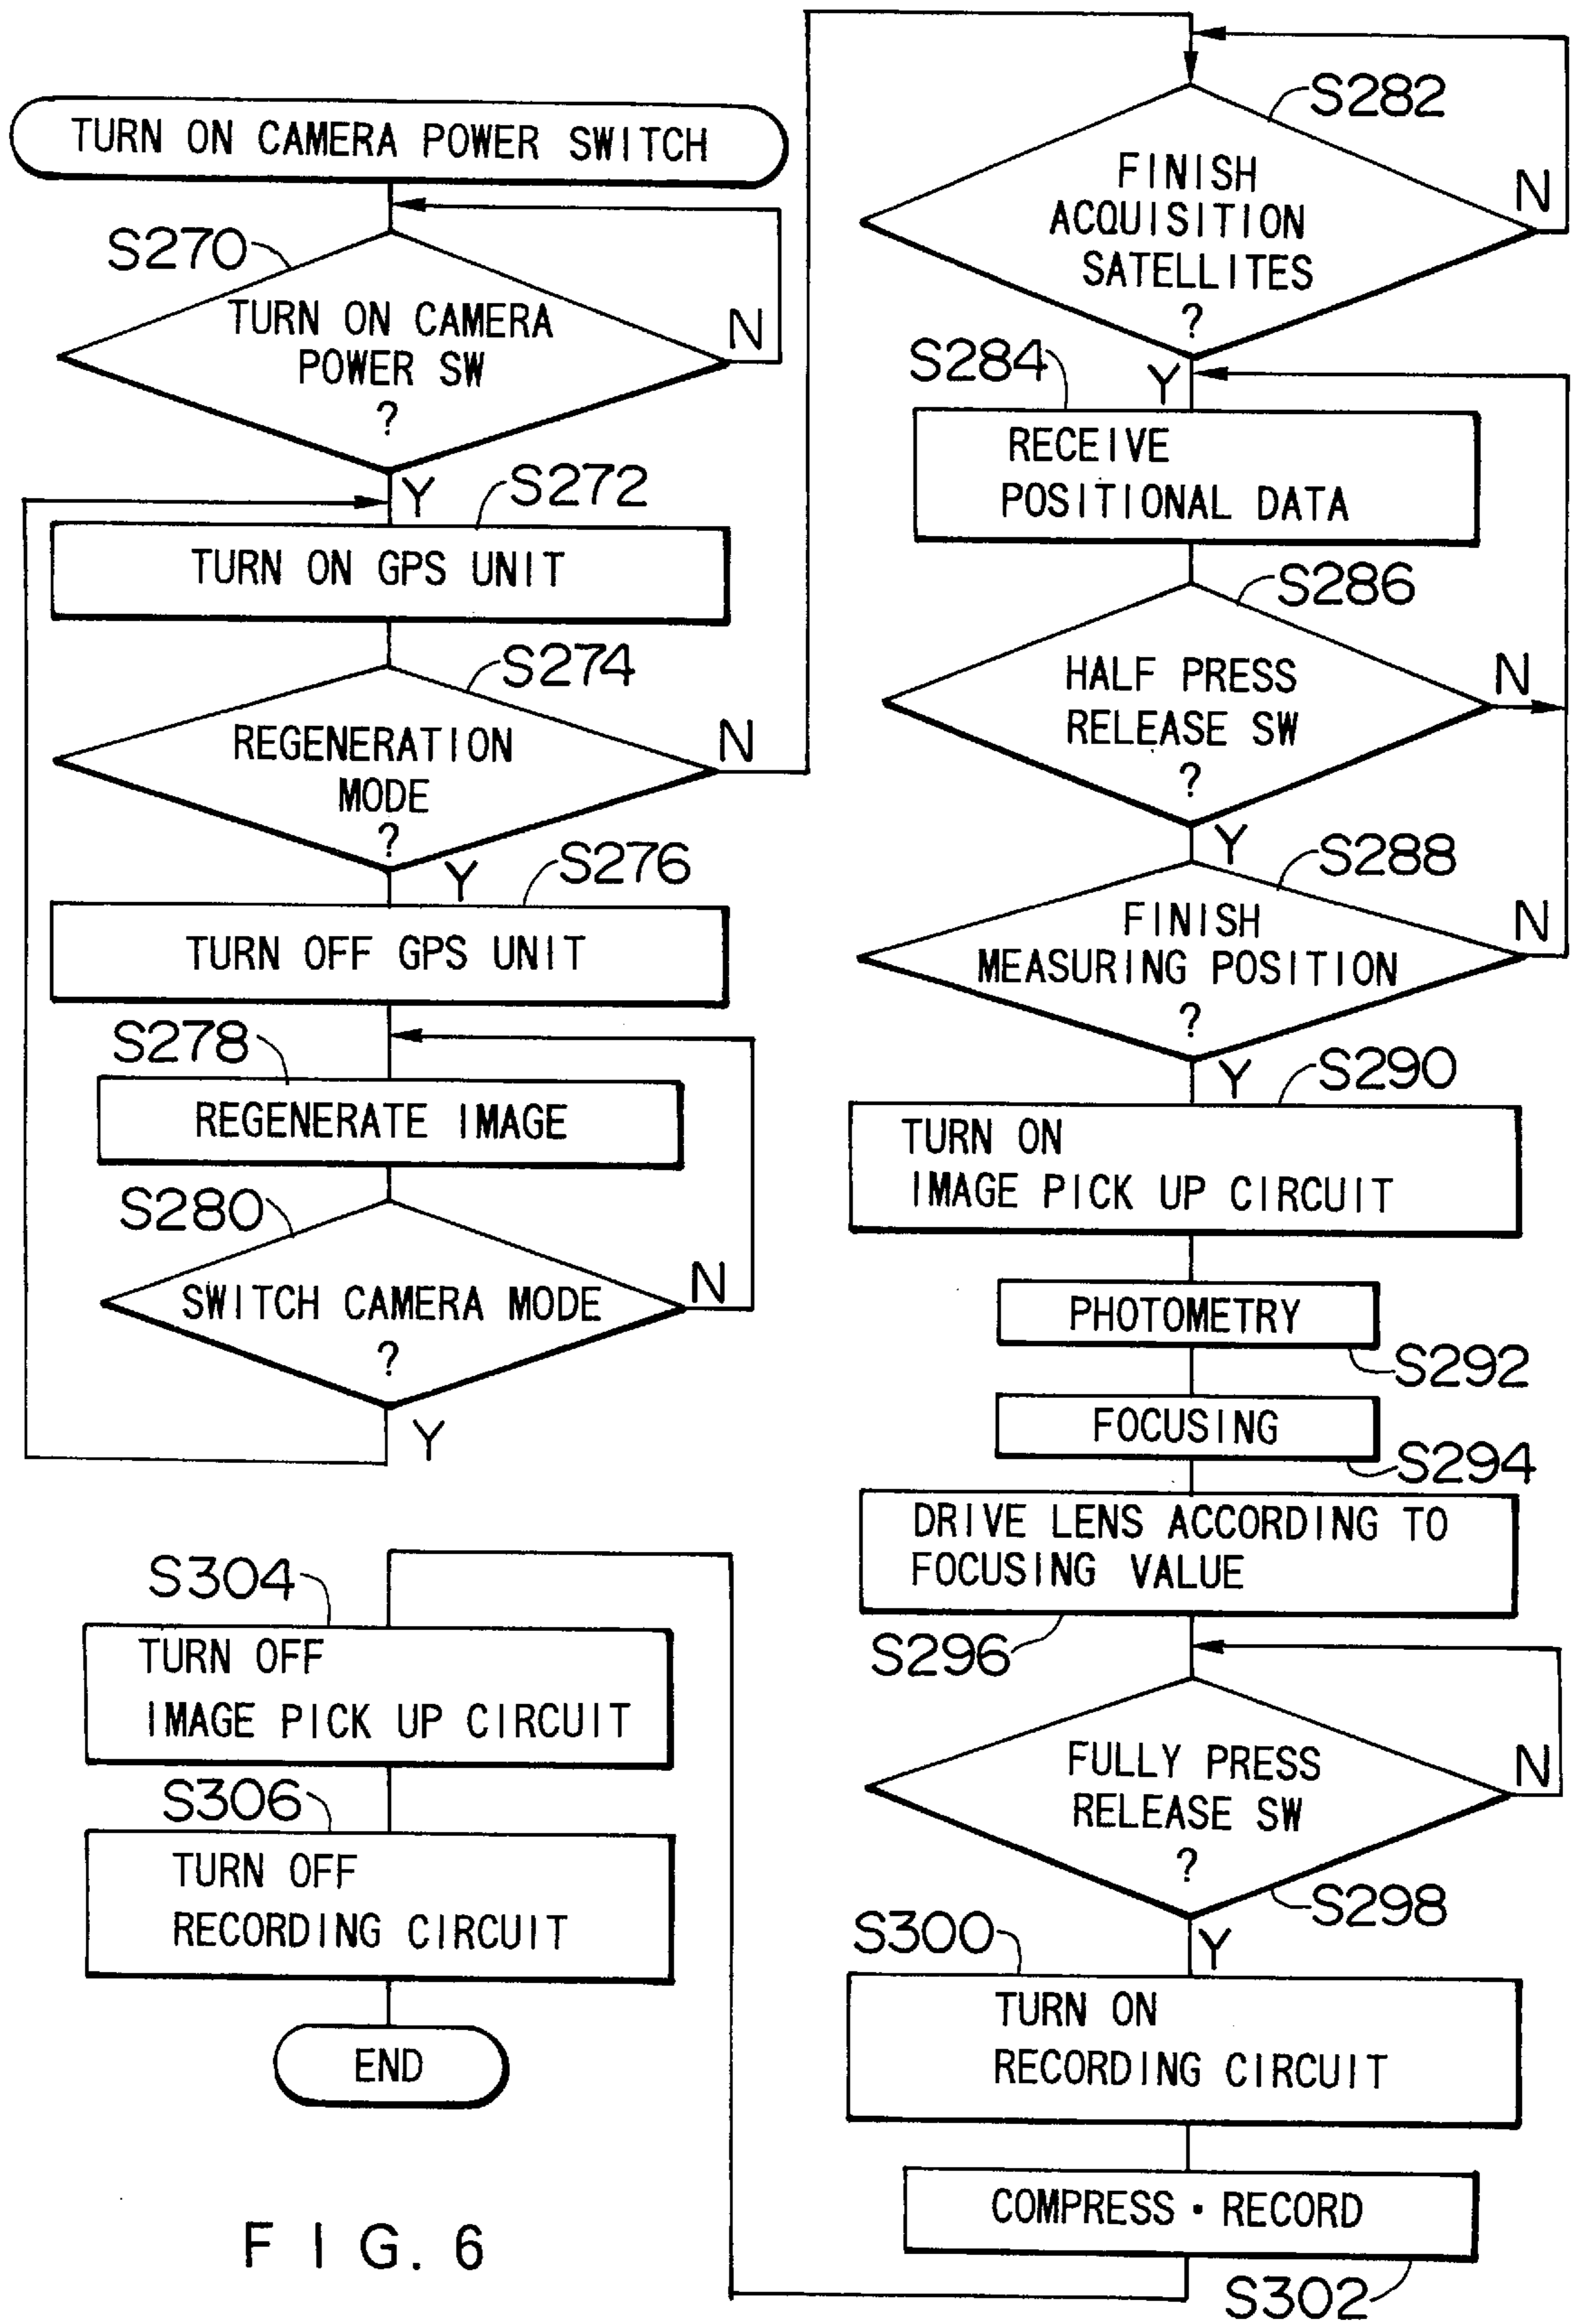 TURN ON CAMERA POWER SWITCH
S270
TURN ON CAMERA
POWER SW
?
N
Y
S272
TURN ON GPS UNIT
S274
REGENERATION
MODE
?
N
Y
S276
TURN OFF GPS UNIT
S278
REGENERATE IMAGE
S280
SWITCH CAMERA MODE
?
N
Y
S282
FINISH
ACQUISITION
SATELLITES
?
N
Y
S284
RECEIVE
POSITIONAL DATA
S286
HALF PRESS
RELEASE SW
?
N
Y
S288
FINISH
MEASURING POSITION
?
N
Y
S290
TURN ON
IMAGE PICK UP CIRCUIT
PHOTOMETRY
S292
FOCUSING
S294
DRIVE LENS ACCORDING TO
FOCUSING VALUE
S296
FULLY PRESS
RELEASE SW
?
N
S298
Y
S300
TURN ON
RECORDING CIRCUIT
COMPRESS・RECORD
S302
S304
TURN OFF
IMAGE PICK UP CIRCUIT
S306
TURN OFF
RECORDING CIRCUIT
END
FIG. 6